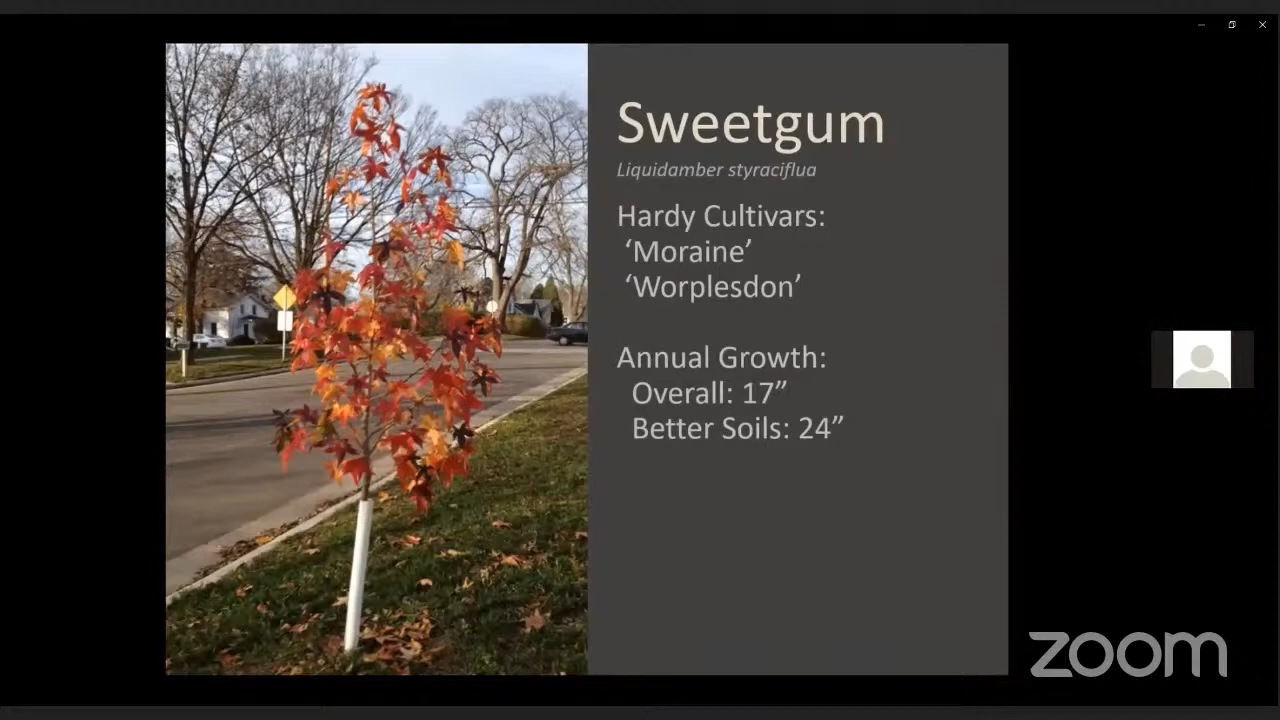 Sweetgum
Liquidamber styraciflua
Hardy Cultivars:
‘Moraine’
‘Worplesdon’
Annual Growth:
Overall: 17”
Better Soils: 24”
zoom